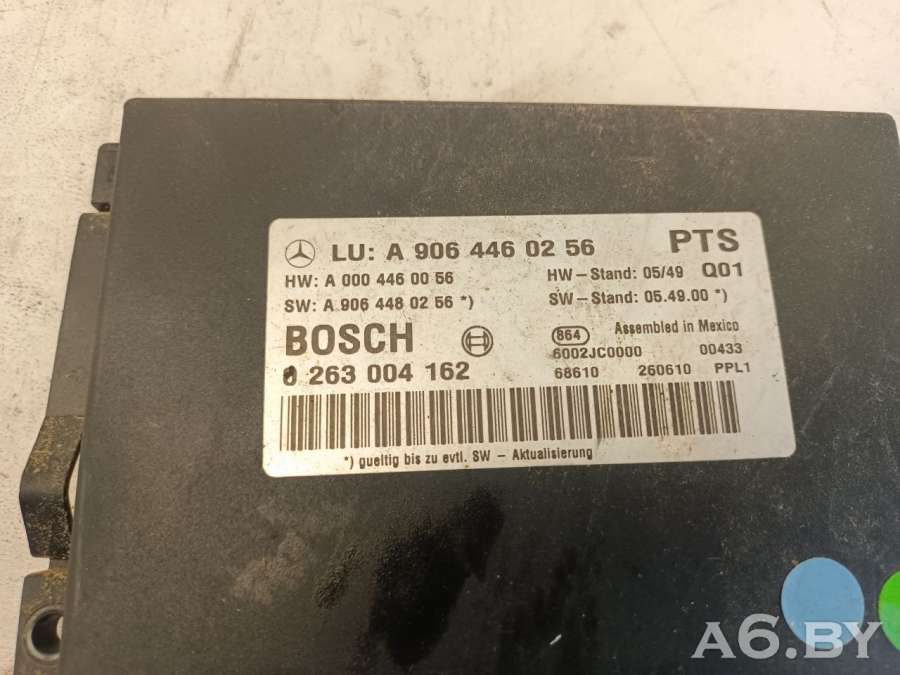 LU: A 906 446 02 56 PTS
HW: A 000 446 00 56 HW-Stand: 05/49 Q01
SW: A 906 448 02 56 *) SW-Stand: 05.49.00 *)
BOSCH 864 Assembled in Mexico
6002JC0000 00433
0 263 004 162 68610 260610 PPL1
*) gueltig bis zu evtl. SW - Aktualisierung
A6.BY